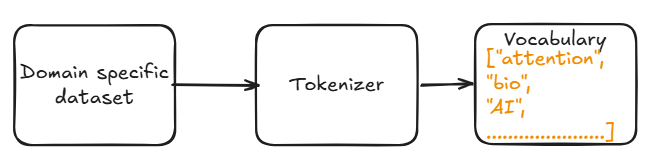 Domain specific
dataset
Tokenizer
Vocabulary
["attention",
"bio",
"AI",
......................]